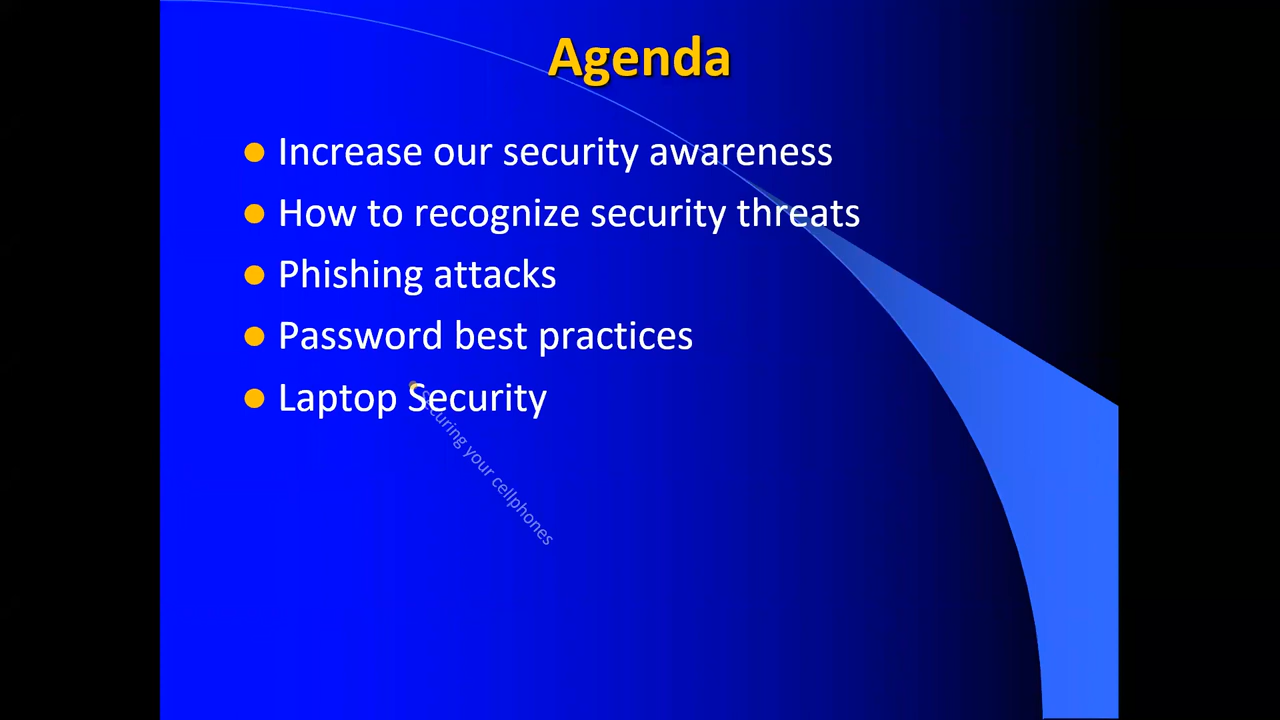 Agenda
Increase our security awareness
How to recognize security threats
Phishing attacks
Password best practices
Laptop Security
Securing your cellphones